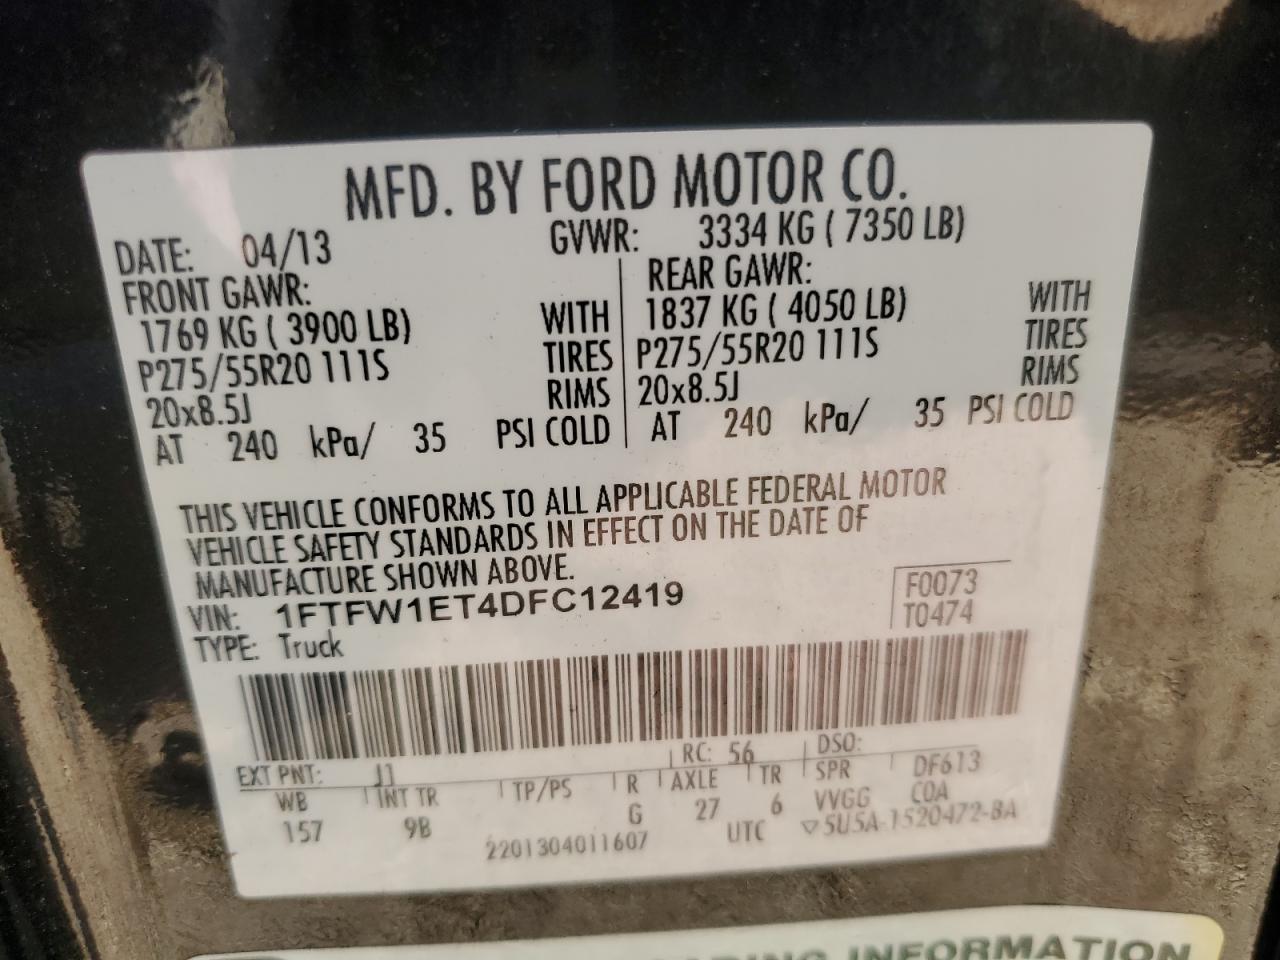 MFD. BY FORD MOTOR CO.
DATE: 04/13 GVWR: 3334 KG ( 7350 LB)
FRONT GAWR: REAR GAWR:
1769 KG ( 3900 LB) WITH 1837 KG ( 4050 LB) WITH
P275/55R20 111S TIRES P275/55R20 111S TIRES
20x8.5J RIMS 20x8.5J RIMS
AT 240 kPa/ 35 PSI COLD AT 240 kPa/ 35 PSI COLD
THIS VEHICLE CONFORMS TO ALL APPLICABLE FEDERAL MOTOR
VEHICLE SAFETY STANDARDS IN EFFECT ON THE DATE OF
MANUFACTURE SHOWN ABOVE.
VIN: 1FTFW1ET4DFC12419 F0073
TYPE: Truck T0474
EXT PNT: J1 RC: 56 DSO:
WB INT TR TP/PS R AXLE TR SPR DF613
157 9B G 27 6 VVGG COA
2201304011607 UTC ▽5U5A-1520472-BA
INFORMATION